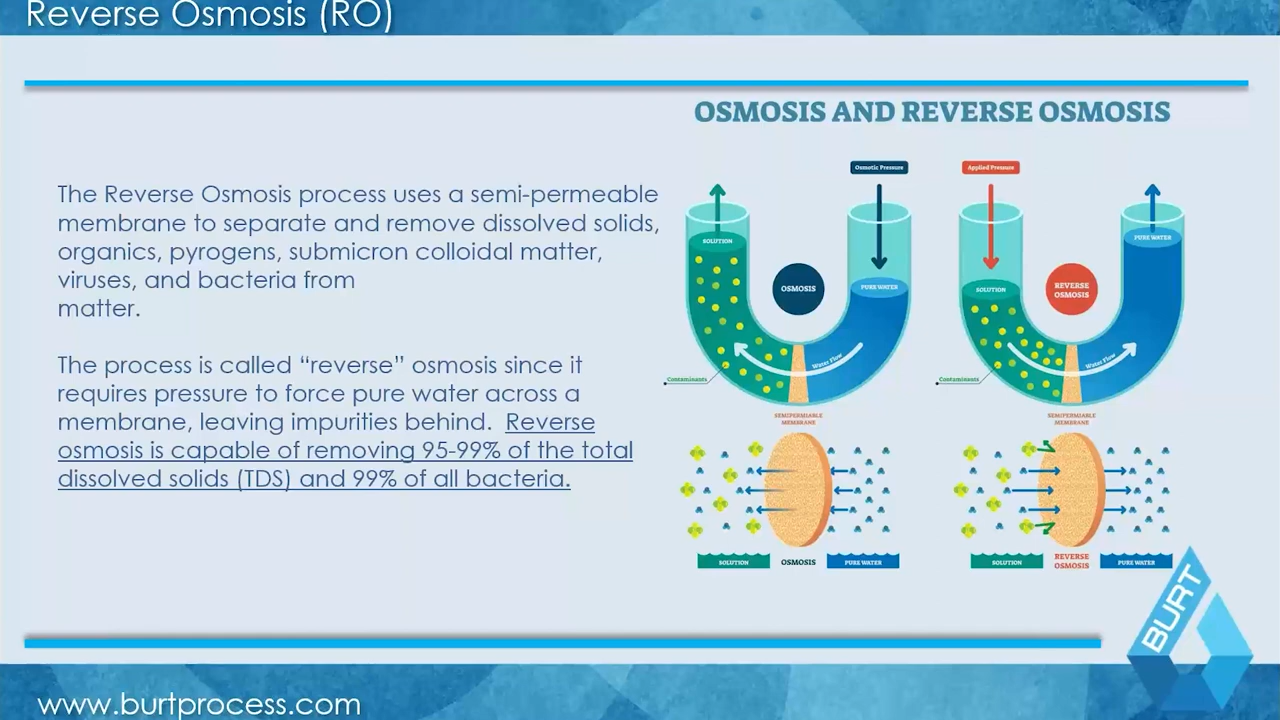 Reverse Osmosis (RO)
OSMOSIS AND REVERSE OSMOSIS
The Reverse Osmosis process uses a semi-permeable
membrane to separate and remove dissolved solids,
organics, pyrogens, submicron colloidal matter,
viruses, and bacteria from
matter.
The process is called “reverse” osmosis since it
requires pressure to force pure water across a
membrane, leaving impurities behind. Reverse
osmosis is capable of removing 95-99% of the total
dissolved solids (TDS) and 99% of all bacteria.
Osmotic Pressure
SOLUTION
OSMOSIS
PURE WATER
Water Flow
Contaminants
SEMIPERMIABLE
MEMBRANE
SOLUTION
OSMOSIS
PURE WATER
Applied Pressure
PURE WATER
SOLUTION
REVERSE
OSMOSIS
Water Flow
Contaminants
SEMIPERMIABLE
MEMBRANE
SOLUTION
REVERSE
OSMOSIS
PURE WATER
BURT
www.burtprocess.com